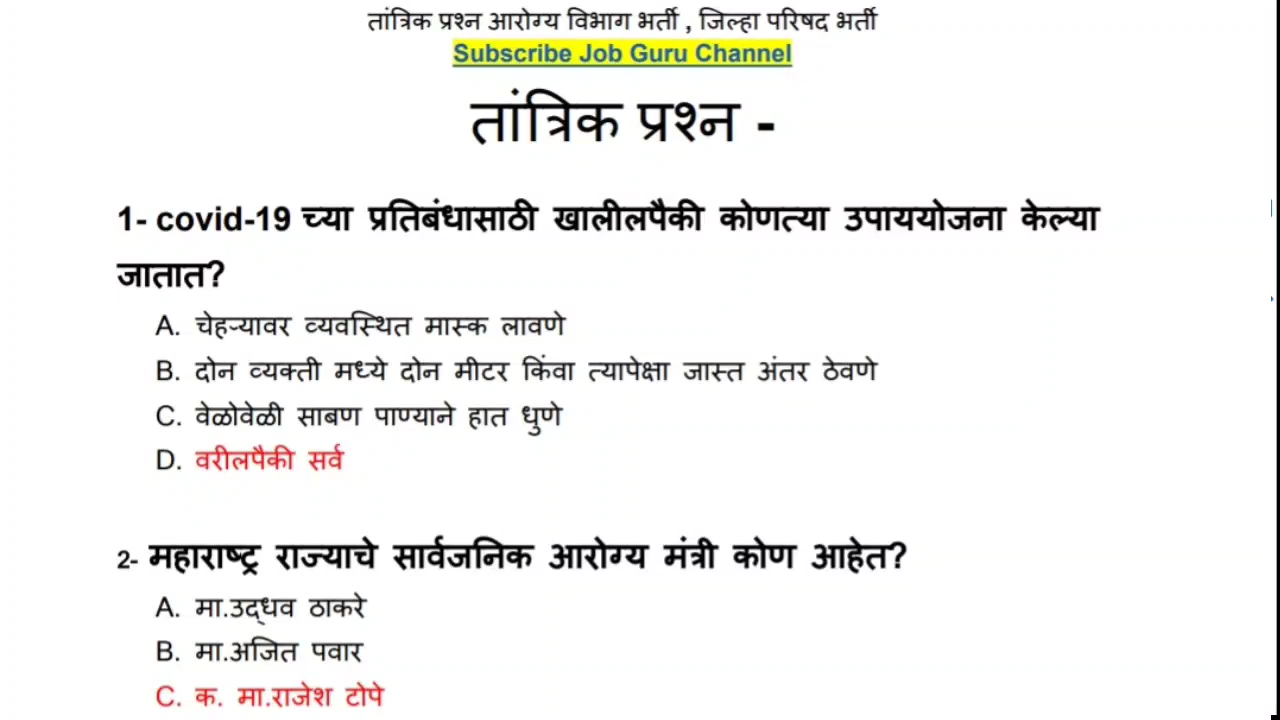 तांत्रिक प्रश्न आरोग्य विभाग भर्ती , जिल्हा परिषद भर्ती
Subscribe Job Guru Channel
तांत्रिक प्रश्न -
1- covid-19 च्या प्रतिबंधासाठी खालीलपैकी कोणत्या उपाययोजना केल्या
जातात?
A. चेहऱ्यावर व्यवस्थित मास्क लावणे
B. दोन व्यक्ती मध्ये दोन मीटर किंवा त्यापेक्षा जास्त अंतर ठेवणे
C. वेळोवेळी साबण पाण्याने हात धुणे
D. वरीलपैकी सर्व
2- महाराष्ट्र राज्याचे सार्वजनिक आरोग्य मंत्री कोण आहेत?
A. मा.उद्धव ठाकरे
B. मा.अजित पवार
C. क. मा.राजेश टोपे